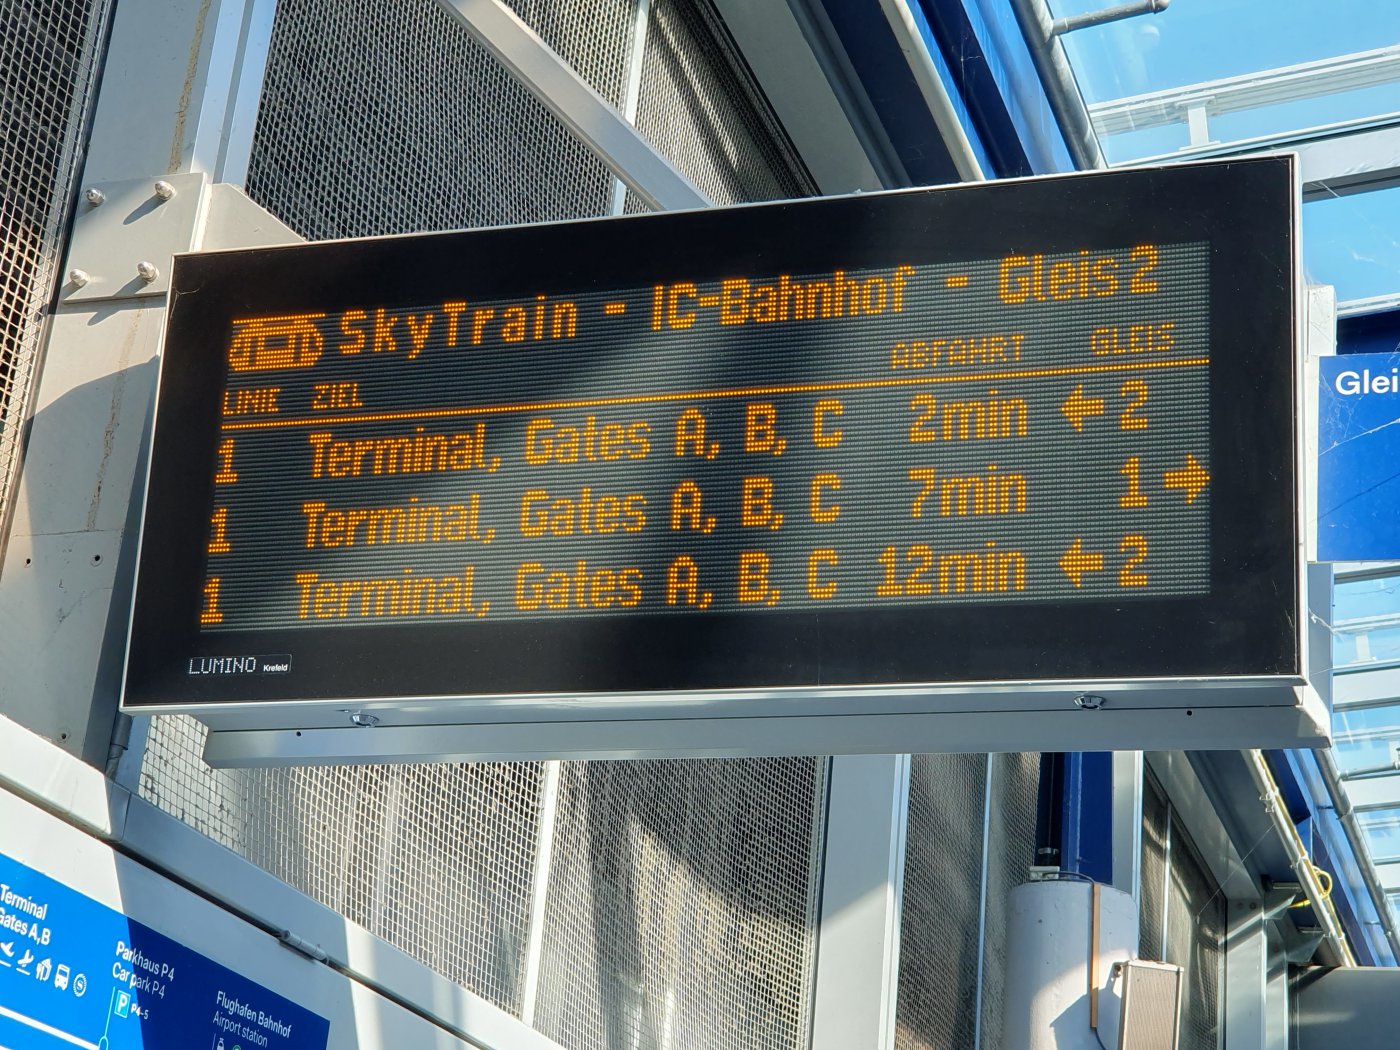 SkyTrain - IC-Bahnhof - Gleis 2
LINIE ZIEL ABFAHRT GLEIS
1 Terminal, Gates A, B, C 2min ← 2
1 Terminal, Gates A, B, C 7min 1 →
1 Terminal, Gates A, B, C 12min ← 2
LUMINO Krefeld
Glei
Terminal
Gates A,B
Parkhaus P4
Car park P4
P P4-5
Flughafen Bahnhof
Airport station